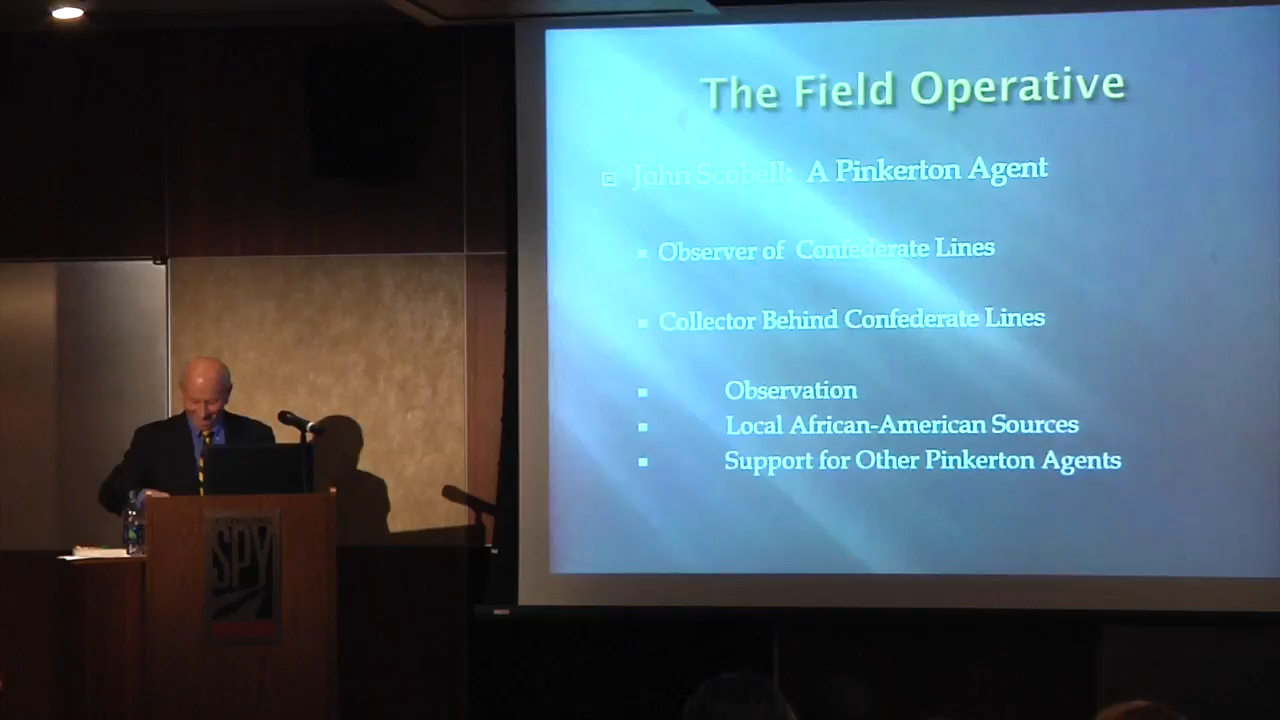 The Field Operative
John Scobell: A Pinkerton Agent
Observer of Confederate Lines
Collector Behind Confederate Lines
Observation
Local African-American Sources
Support for Other Pinkerton Agents
INTERNATIONAL
SPY